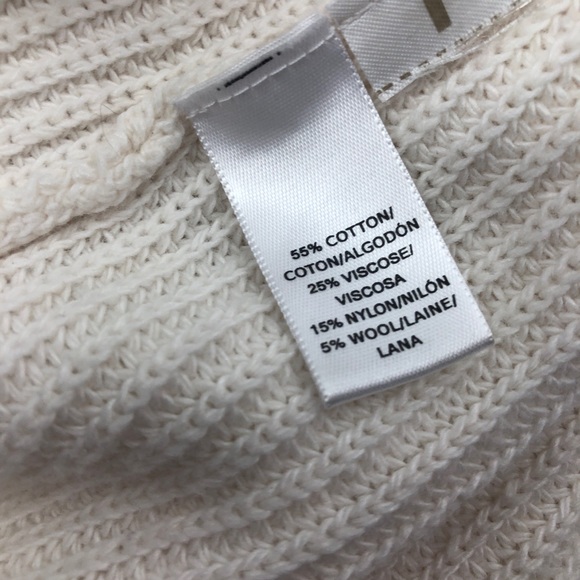 55% COTTON/
COTON/ALGODÓN
25% VISCOSE/
VISCOSA
15% NYLON/NILÓN
5% WOOL/LAINE/
LANA